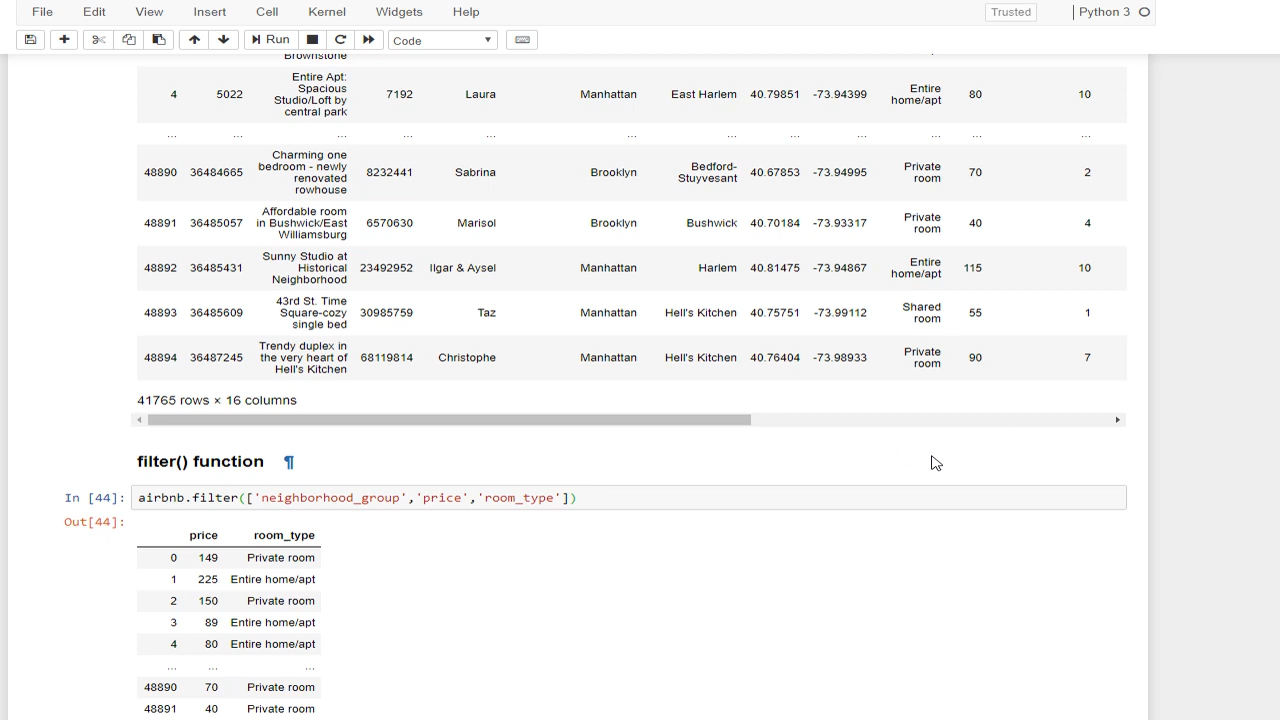 File Edit View Insert Cell Kernel Widgets Help Trusted Python 3
Run Code
Brownstone
4 5022 Entire Apt: Spacious Studio/Loft by central park 7192 Laura Manhattan East Harlem 40.79851 -73.94399 Entire home/apt 80 10
... ... ... ... ... ... ... ... ... ... ... ...
48890 36484665 Charming one bedroom - newly renovated rowhouse 8232441 Sabrina Brooklyn Bedford-Stuyvesant 40.67853 -73.94995 Private room 70 2
48891 36485057 Affordable room in Bushwick/East Williamsburg 6570630 Marisol Brooklyn Bushwick 40.70184 -73.93317 Private room 40 4
48892 36485431 Sunny Studio at Historical Neighborhood 23492952 Ilgar & Aysel Manhattan Harlem 40.81475 -73.94867 Entire home/apt 115 10
48893 36485609 43rd St. Time Square-cozy single bed 30985759 Taz Manhattan Hell's Kitchen 40.75751 -73.99112 Shared room 55 1
48894 36487245 Trendy duplex in the very heart of Hell's Kitchen 68119814 Christophe Manhattan Hell's Kitchen 40.76404 -73.98933 Private room 90 7
41765 rows × 16 columns
filter() function ¶
In [44]: airbnb.filter(['neighborhood_group','price','room_type'])
Out[44]:
price room_type
0 149 Private room
1 225 Entire home/apt
2 150 Private room
3 89 Entire home/apt
4 80 Entire home/apt
... ... ...
48890 70 Private room
48891 40 Private room